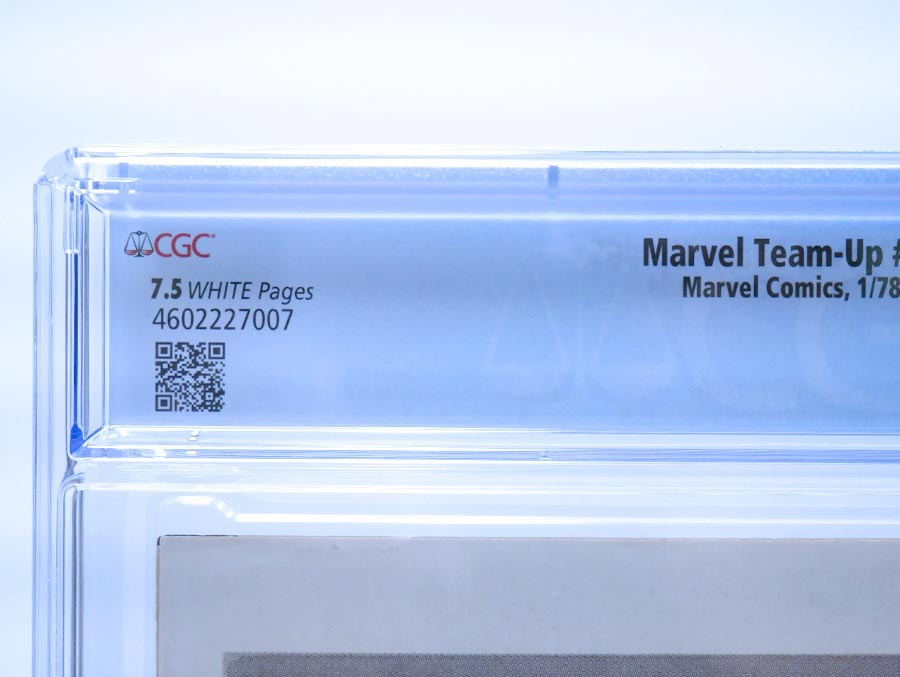 CGC®
7.5 WHITE Pages
4602227007
Marvel Team-Up #
Marvel Comics, 1/78